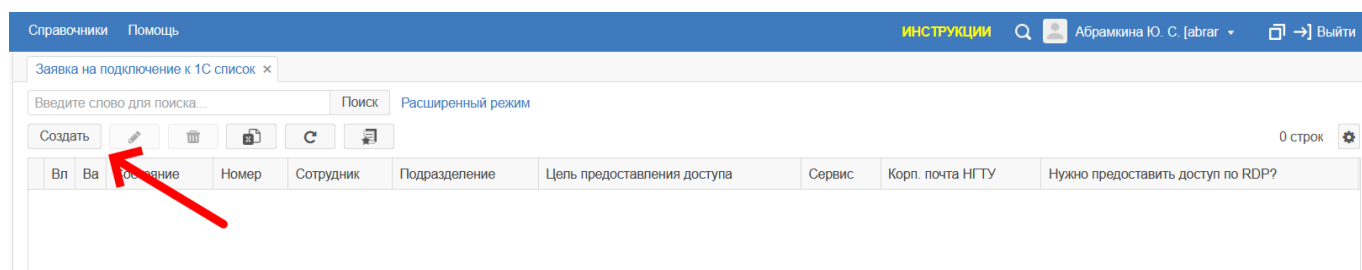 Справочники Помощь ИНСТРУКЦИИ Абрамкина Ю. С. [abrar Выйти
Заявка на подключение к 1С список ×
Введите слово для поиска... Поиск Расширенный режим
Создать 0 строк
Вл Ва Состояние Номер Сотрудник Подразделение Цель предоставления доступа Сервис Корп. почта НГТУ Нужно предоставить доступ по RDP?